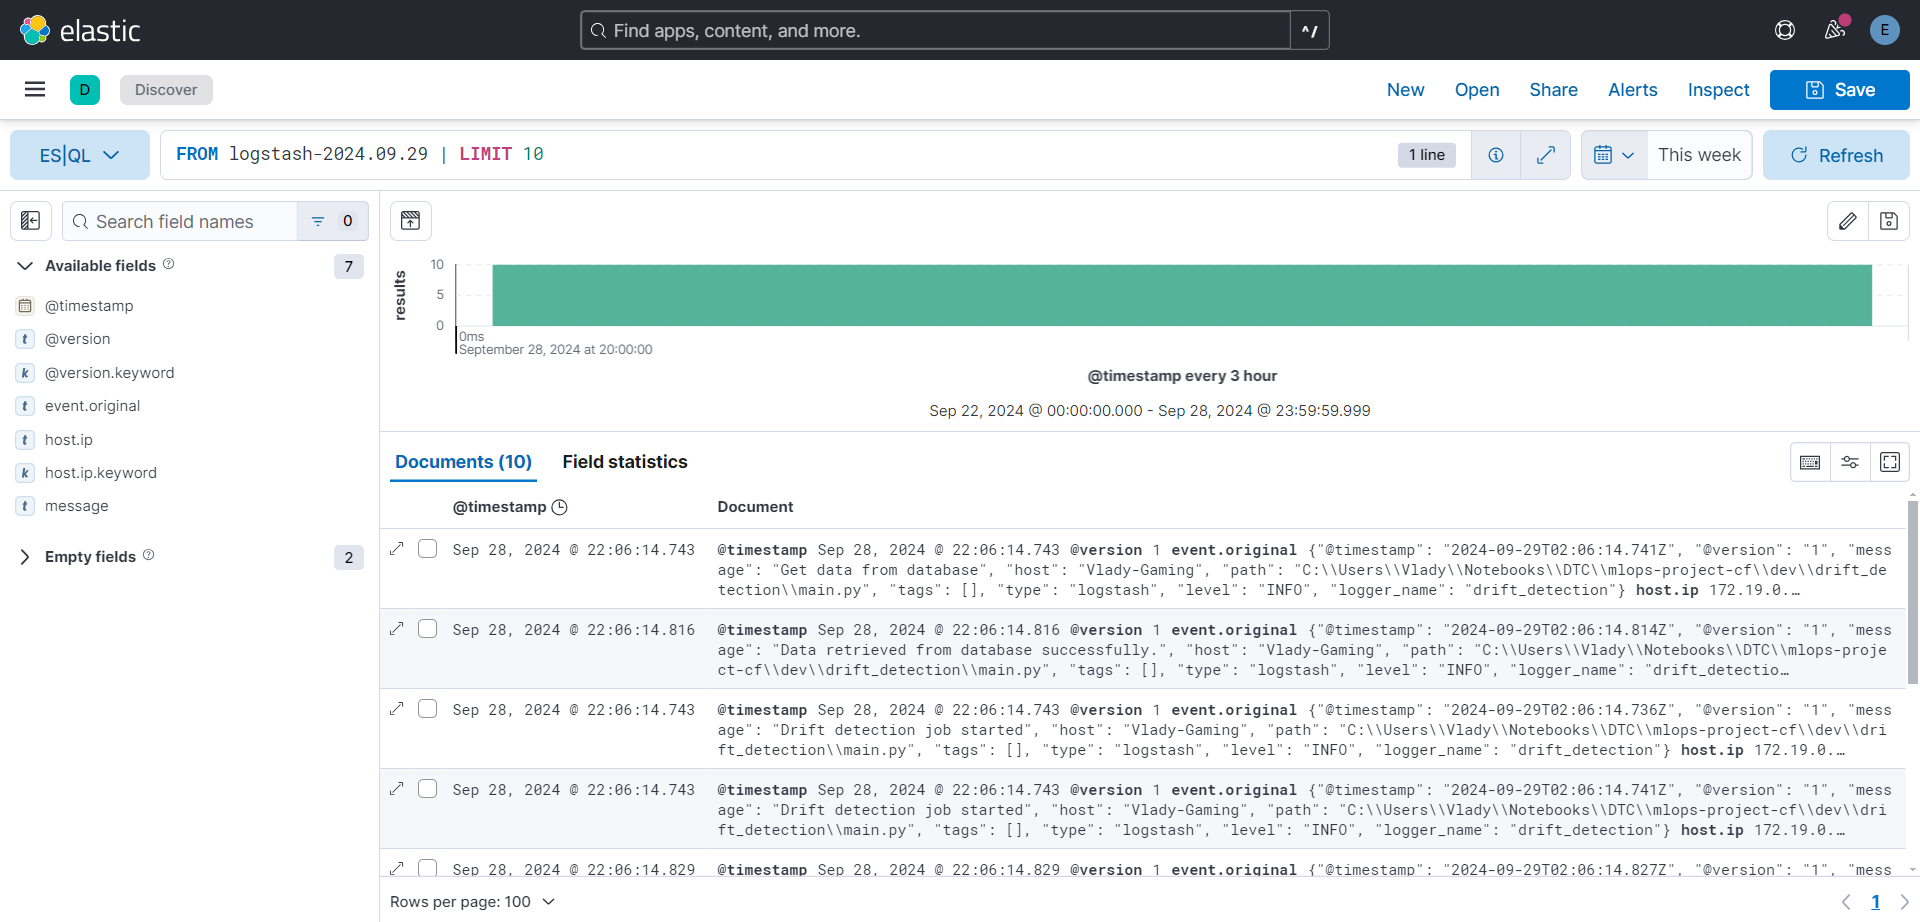 elastic
Find apps, content, and more.
^/
E
D
Discover
New
Open
Share
Alerts
Inspect
Save
ES|QL
FROM logstash-2024.09.29 | LIMIT 10
1 line
This week
Refresh
Search field names
0
Available fields
7
@timestamp
t @version
k @version.keyword
t event.original
t host.ip
k host.ip.keyword
t message
Empty fields
2
results
10
5
0
0ms
September 28, 2024 at 20:00:00
@timestamp every 3 hour
Sep 22, 2024 @ 00:00:00.000 - Sep 28, 2024 @ 23:59:59.999
Documents (10)
Field statistics
@timestamp
Document
Sep 28, 2024 @ 22:06:14.743
@timestamp Sep 28, 2024 @ 22:06:14.743 @version 1 event.original {"@timestamp": "2024-09-29T02:06:14.741Z", "@version": "1", "mess
age": "Get data from database", "host": "Vlady-Gaming", "path": "C:\\Users\\Vlady\\Notebooks\\DTC\\mlops-project-cf\\dev\\drift_de
tection\\main.py", "tags": [], "type": "logstash", "level": "INFO", "logger_name": "drift_detection"} host.ip 172.19.0.…
Sep 28, 2024 @ 22:06:14.816
@timestamp Sep 28, 2024 @ 22:06:14.816 @version 1 event.original {"@timestamp": "2024-09-29T02:06:14.814Z", "@version": "1", "mess
age": "Data retrieved from database successfully.", "host": "Vlady-Gaming", "path": "C:\\Users\\Vlady\\Notebooks\\DTC\\mlops-proje
ct-cf\\dev\\drift_detection\\main.py", "tags": [], "type": "logstash", "level": "INFO", "logger_name": "drift_detectio…
Sep 28, 2024 @ 22:06:14.743
@timestamp Sep 28, 2024 @ 22:06:14.743 @version 1 event.original {"@timestamp": "2024-09-29T02:06:14.736Z", "@version": "1", "mess
age": "Drift detection job started", "host": "Vlady-Gaming", "path": "C:\\Users\\Vlady\\Notebooks\\DTC\\mlops-project-cf\\dev\\dri
ft_detection\\main.py", "tags": [], "type": "logstash", "level": "INFO", "logger_name": "drift_detection"} host.ip 172.19.0.…
Sep 28, 2024 @ 22:06:14.743
@timestamp Sep 28, 2024 @ 22:06:14.743 @version 1 event.original {"@timestamp": "2024-09-29T02:06:14.741Z", "@version": "1", "mess
age": "Drift detection job started", "host": "Vlady-Gaming", "path": "C:\\Users\\Vlady\\Notebooks\\DTC\\mlops-project-cf\\dev\\dri
ft_detection\\main.py", "tags": [], "type": "logstash", "level": "INFO", "logger_name": "drift_detection"} host.ip 172.19.0.…
Sep 28, 2024 @ 22:06:14.829
@timestamp Sep 28, 2024 @ 22:06:14.829 @version 1 event.original {"@timestamp": "2024-09-29T02:06:14.827Z", "@version": "1", "mess
Rows per page: 100
1